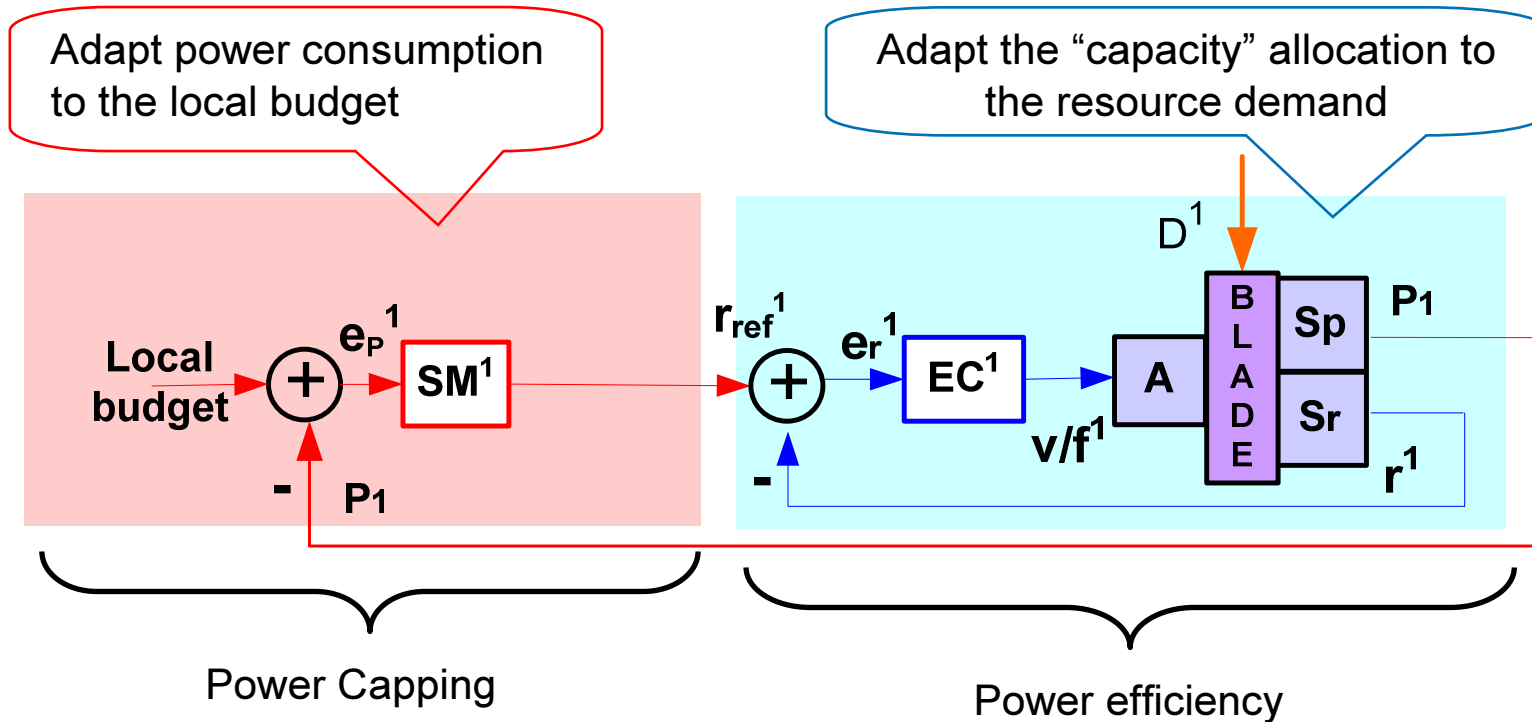 Adapt power consumption
to the local budget
Adapt the “capacity” allocation to
the resource demand
D¹
Local
budget
+
eP¹
SM¹
-
P1
rref¹
+
er¹
EC¹
-
v/f¹
A
B
L
A
D
E
Sp
Sr
P1
r¹
Power Capping
Power efficiency